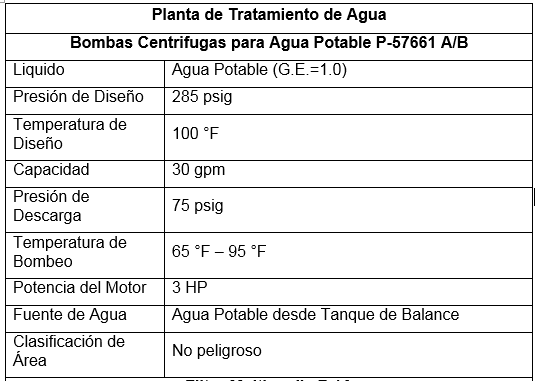 Planta de Tratamiento de Agua
Bombas Centrifugas para Agua Potable P-57661 A/B
Liquido Agua Potable (G.E.=1.0)
Presión de Diseño 285 psig
Temperatura de
Diseño 100 °F
Capacidad 30 gpm
Presión de
Descarga 75 psig
Temperatura de
Bombeo 65 °F – 95 °F
Potencia del Motor 3 HP
Fuente de Agua Agua Potable desde Tanque de Balance
Clasificación de
Área No peligroso